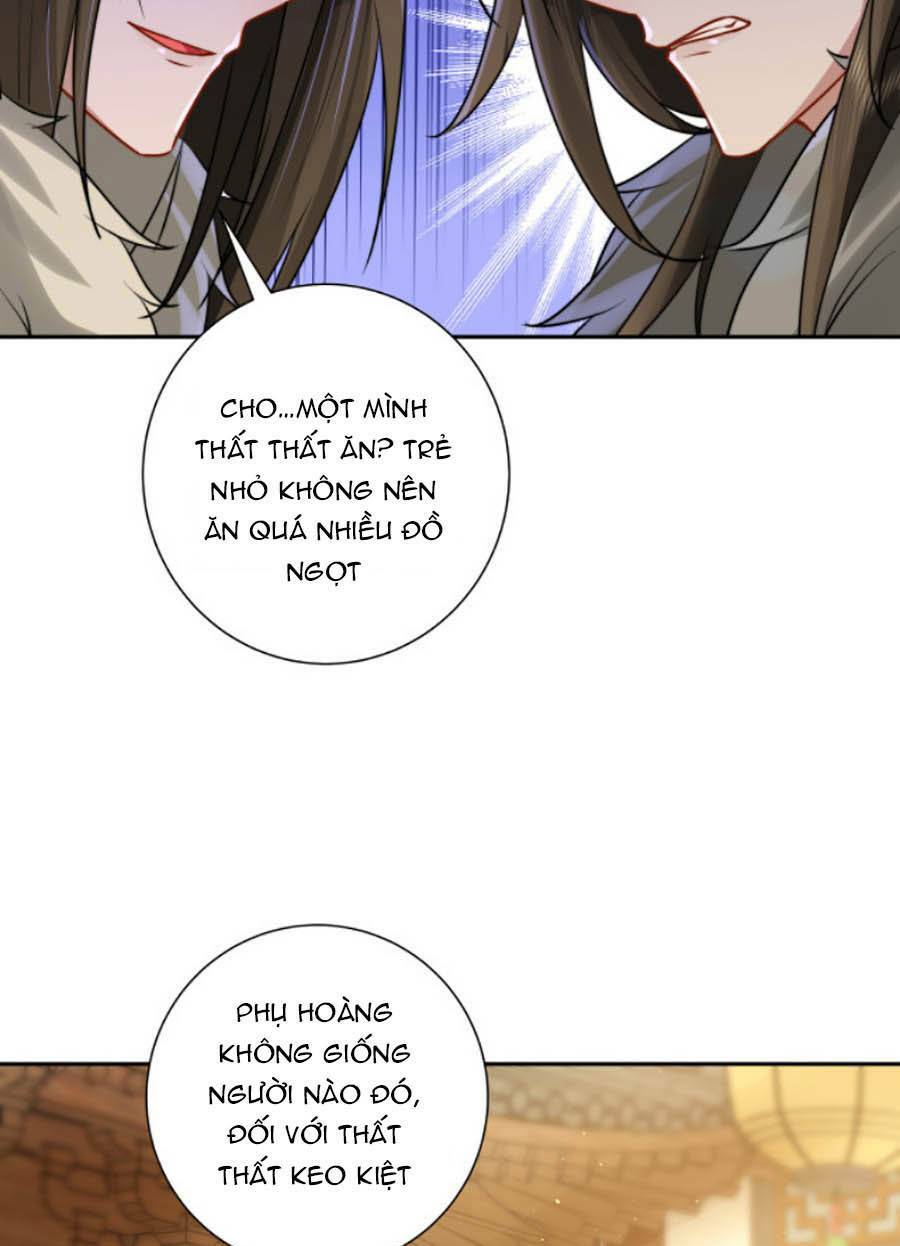 CHO...MỘT MÌNH
THẤT THẤT ĂN? TRẺ
NHỎ KHÔNG NÊN
ĂN QUÁ NHIỀU ĐỒ
NGỌT
PHỤ HOÀNG
KHÔNG GIỐNG
NGƯỜI NÀO ĐÓ,
ĐỐI VỚI THẤT
THẤT KEO KIỆT